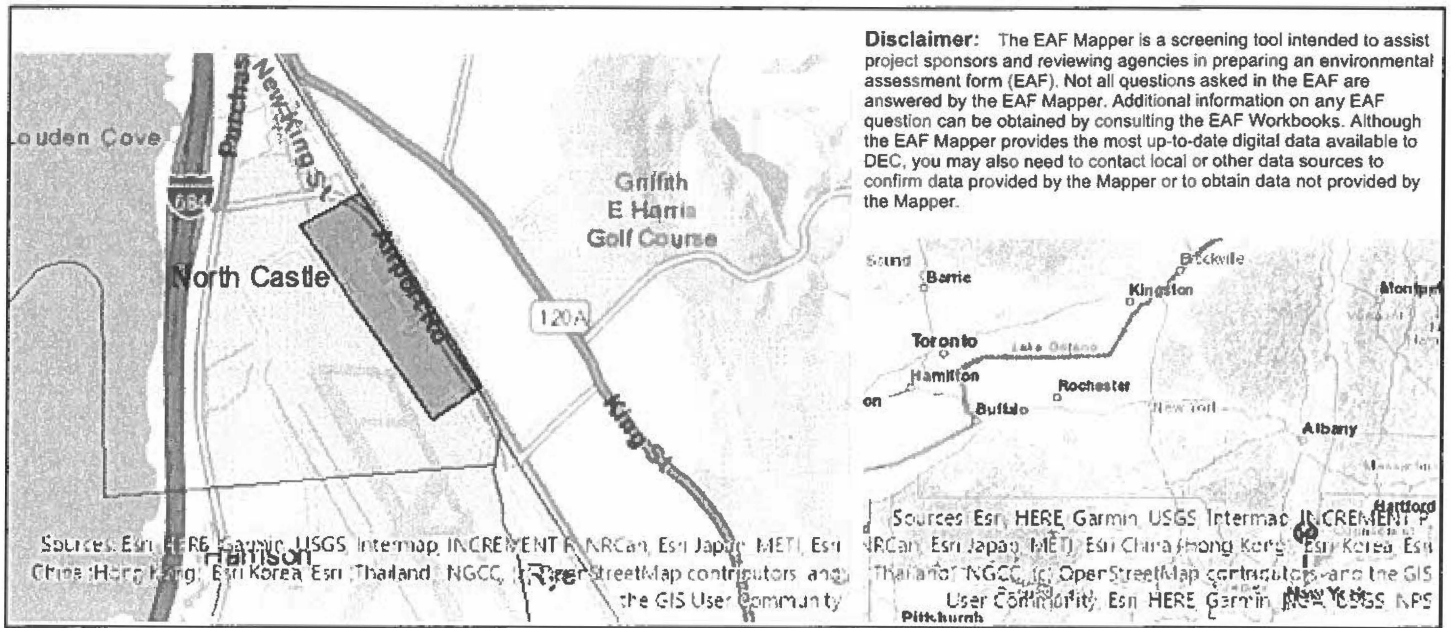 Disclaimer: The EAF Mapper is a screening tool intended to assist
project sponsors and reviewing agencies in preparing an environmental
assessment form (EAF). Not all questions asked in the EAF are
answered by the EAF Mapper. Additional information on any EAF
question can be obtained by consulting the EAF Workbooks. Although
the EAF Mapper provides the most up-to-date digital data available to
DEC, you may also need to contact local or other data sources to
confirm data provided by the Mapper or to obtain data not provided by
the Mapper.
Louden Cove
Purchas
New King St
684
North Castle
Airport Rd
Griffith
E Harris
Golf Course
120A
King St
Harrison
Rye
Sources: Esri, HERE, Garmin, USGS, Intermap, INCREMENT P, NRCan, Esri Japan, METI, Esri
China (Hong Kong), Esri Korea, Esri (Thailand), NGCC, (c) OpenStreetMap contributors, and
the GIS User Community
Sound
Barrie
Brockville
Kingston
Toronto
Lake Ontario
Hamilton
Rochester
Buffalo
New York
Albany
Hartford
Sources: Esri, HERE, Garmin, USGS, Intermap, INCREMENT P,
NRCan, Esri Japan, METI, Esri China (Hong Kong), Esri Korea, Esri
(Thailand), NGCC, (c) OpenStreetMap contributors, and the GIS
User Community, Esri, HERE, Garmin, USGS, NPS
New York
Pittsburgh